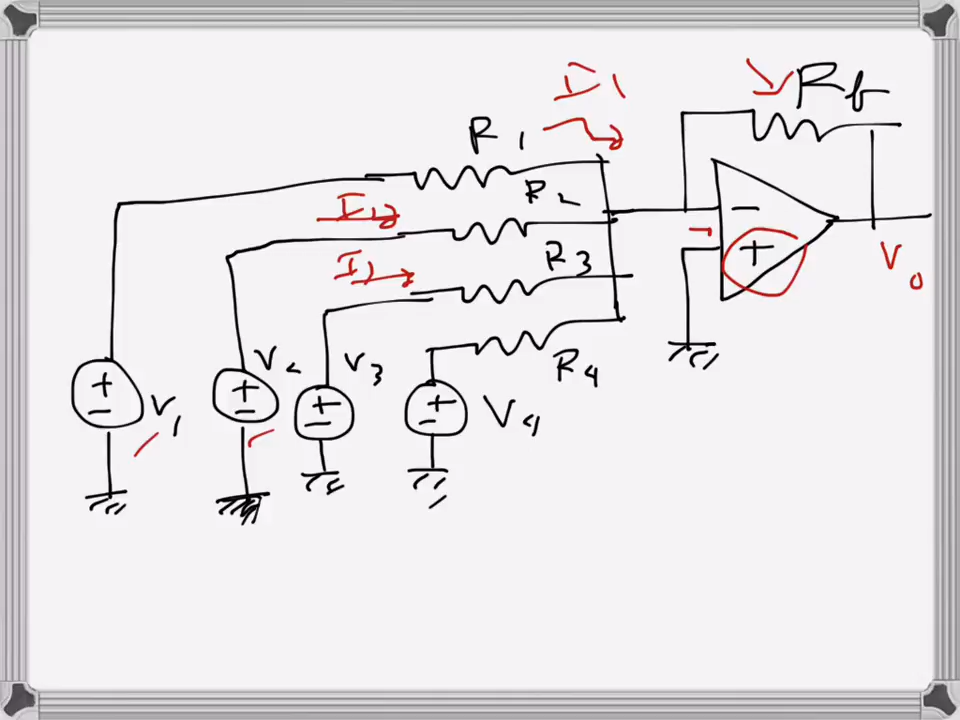 I1
Rf
R1
R2
I2
R3
I3
V0
V1
V2
V3
R4
V4
+
-
+
-
+
-
+
-
-
+